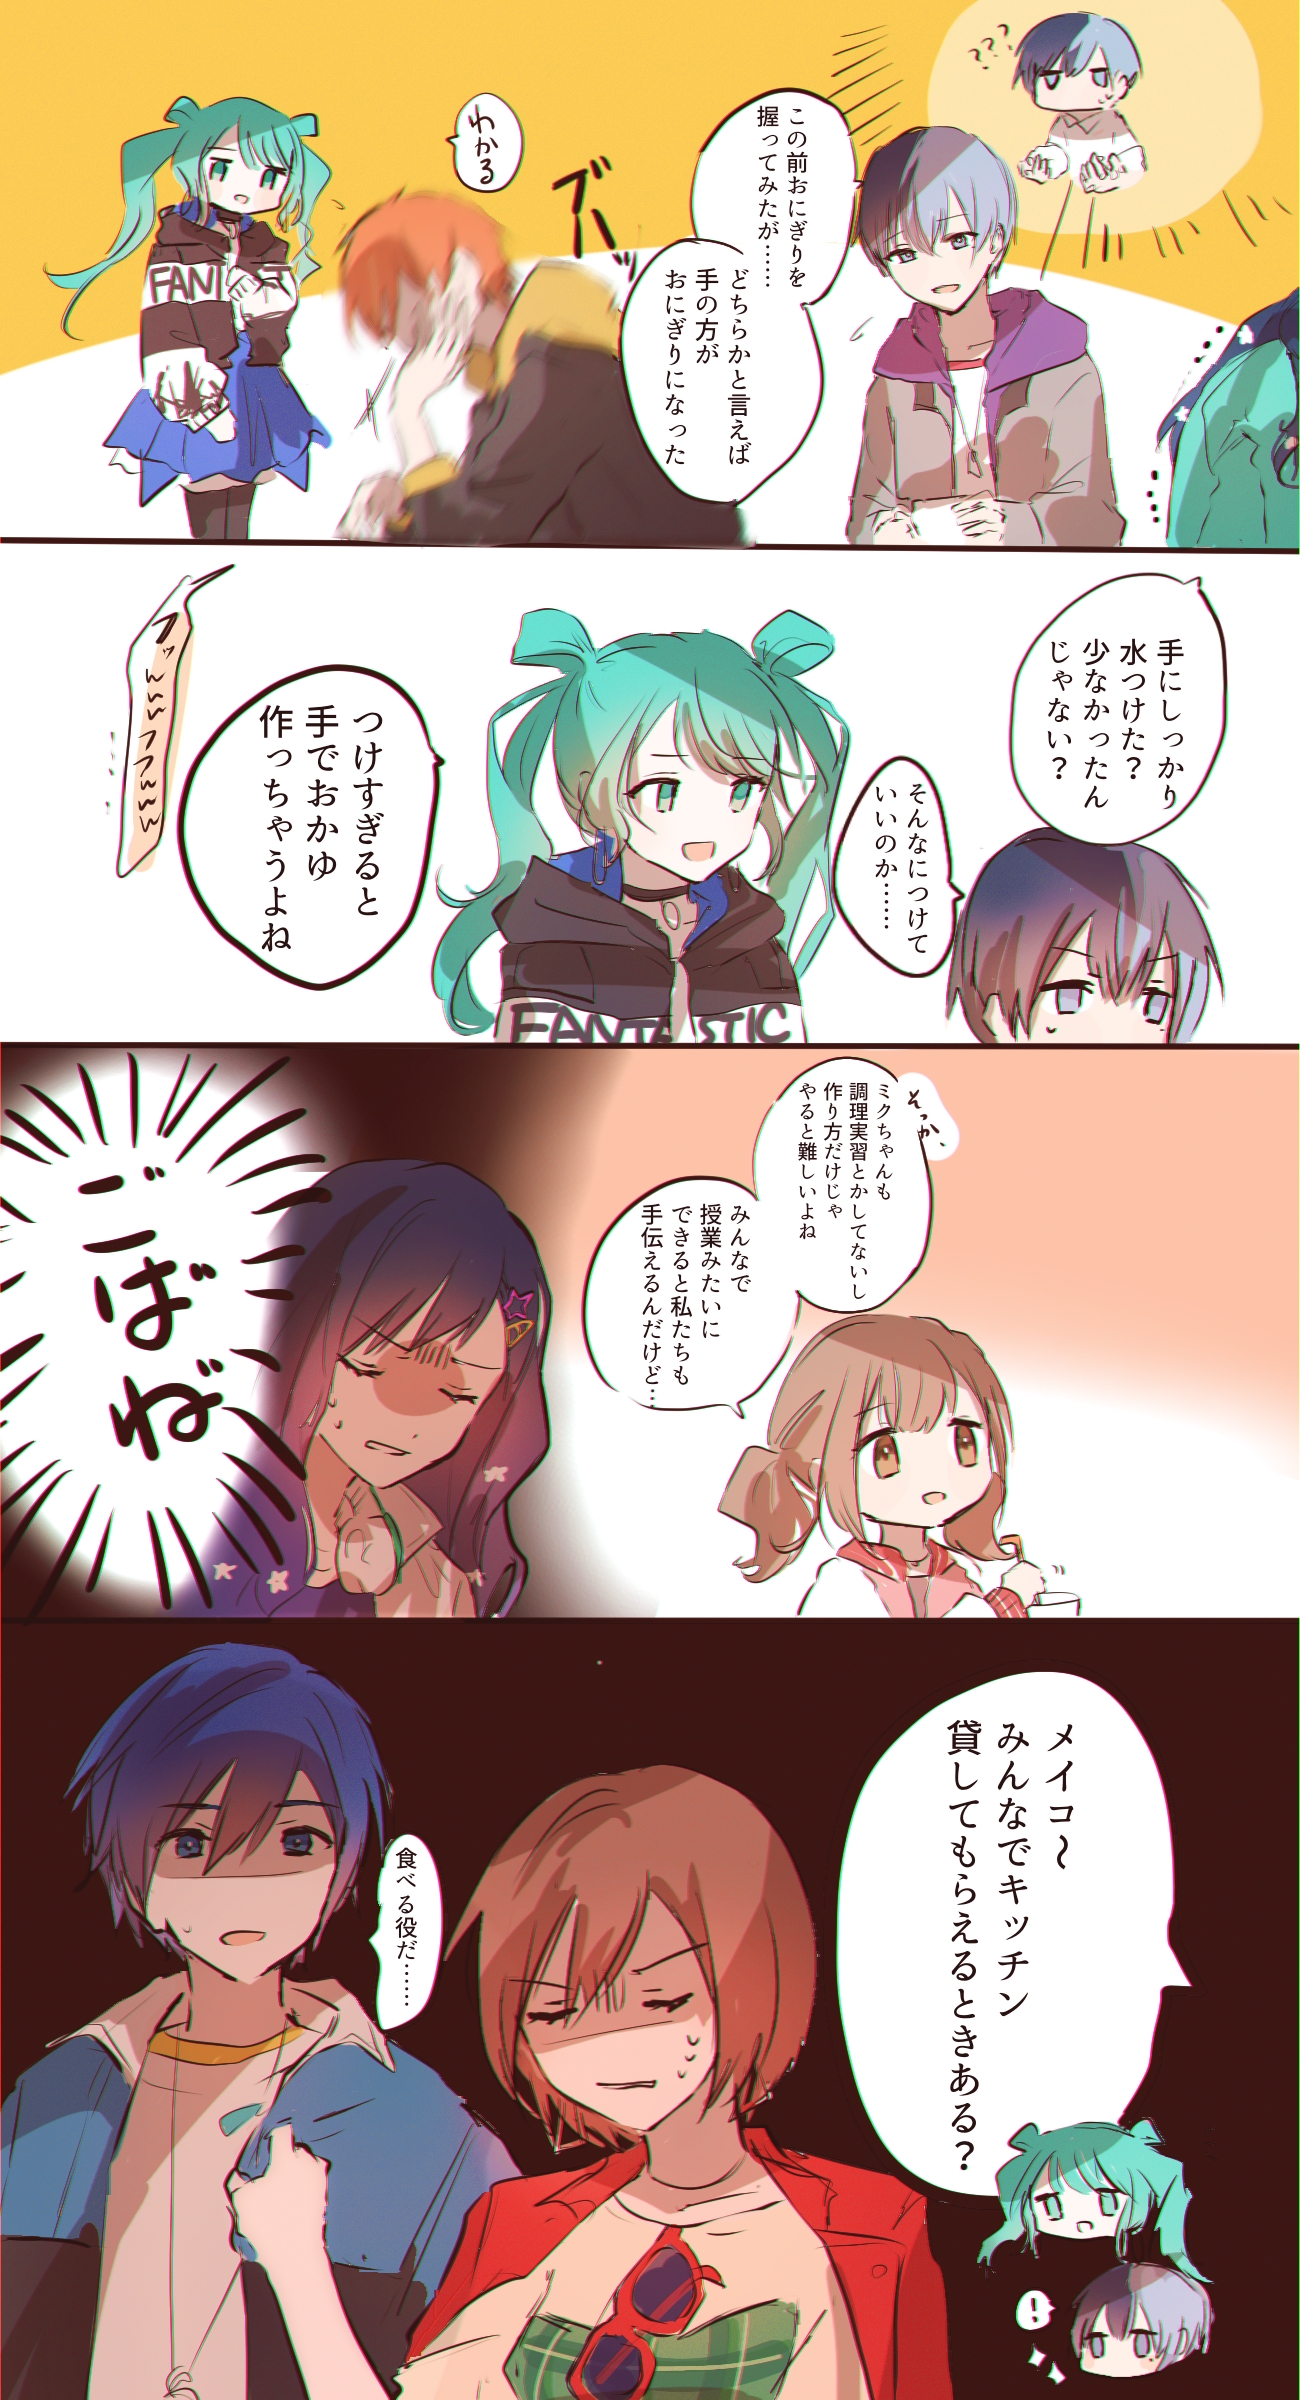 ???
この前おにぎりを
握ってみたが……
どちらかと言えば
手の方が
おにぎりになった
ブハッ
わかる
FANTASTIC
手にしっかり
水つけた？
少なかったん
じゃない？
そんなにつけて
いいのか……
FANTASTIC
つけすぎると
手でおかゆ
作っちゃうよね
そっか、
ミクちゃんも
調理実習とかしてないし
作り方だけじゃ
やると難しいよね
みんなで
授業みたいに
できると私たちも
手伝えるんだけど…
こばね
メイコ～
みんなでキッチン
貸してもらえるときある？
!
食べる役だ……